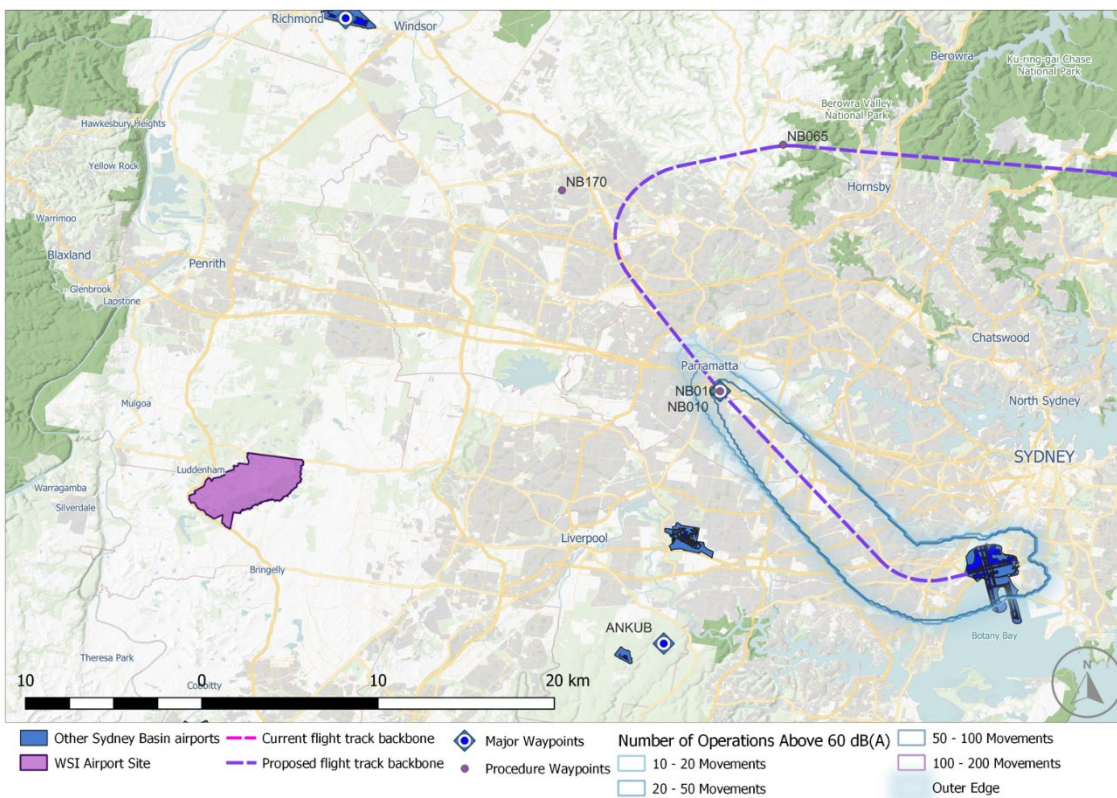 Richmond
Windsor
Berowra
Ku-ring-gai Chase
National Park
Berowra Valley
National Park
Hawkesbury Heights
NB065
Yellow Rock
NB170
Hornsby
Warrimoo
Blaxland
Penrith
Glenbrook
Lapstone
Chatswood
Parramatta
NB010
NB010
North Sydney
Mulgoa
SYDNEY
Luddenham
Warragamba
Silverdale
Liverpool
Bringelly
ANKUB
Botany Bay
Theresa Park
Cobbitty
N
10 0 10 20 km
Other Sydney Basin airports
WSI Airport Site
Current flight track backbone
Proposed flight track backbone
Major Waypoints
Procedure Waypoints
Number of Operations Above 60 dB(A)
10 - 20 Movements
20 - 50 Movements
50 - 100 Movements
100 - 200 Movements
Outer Edge